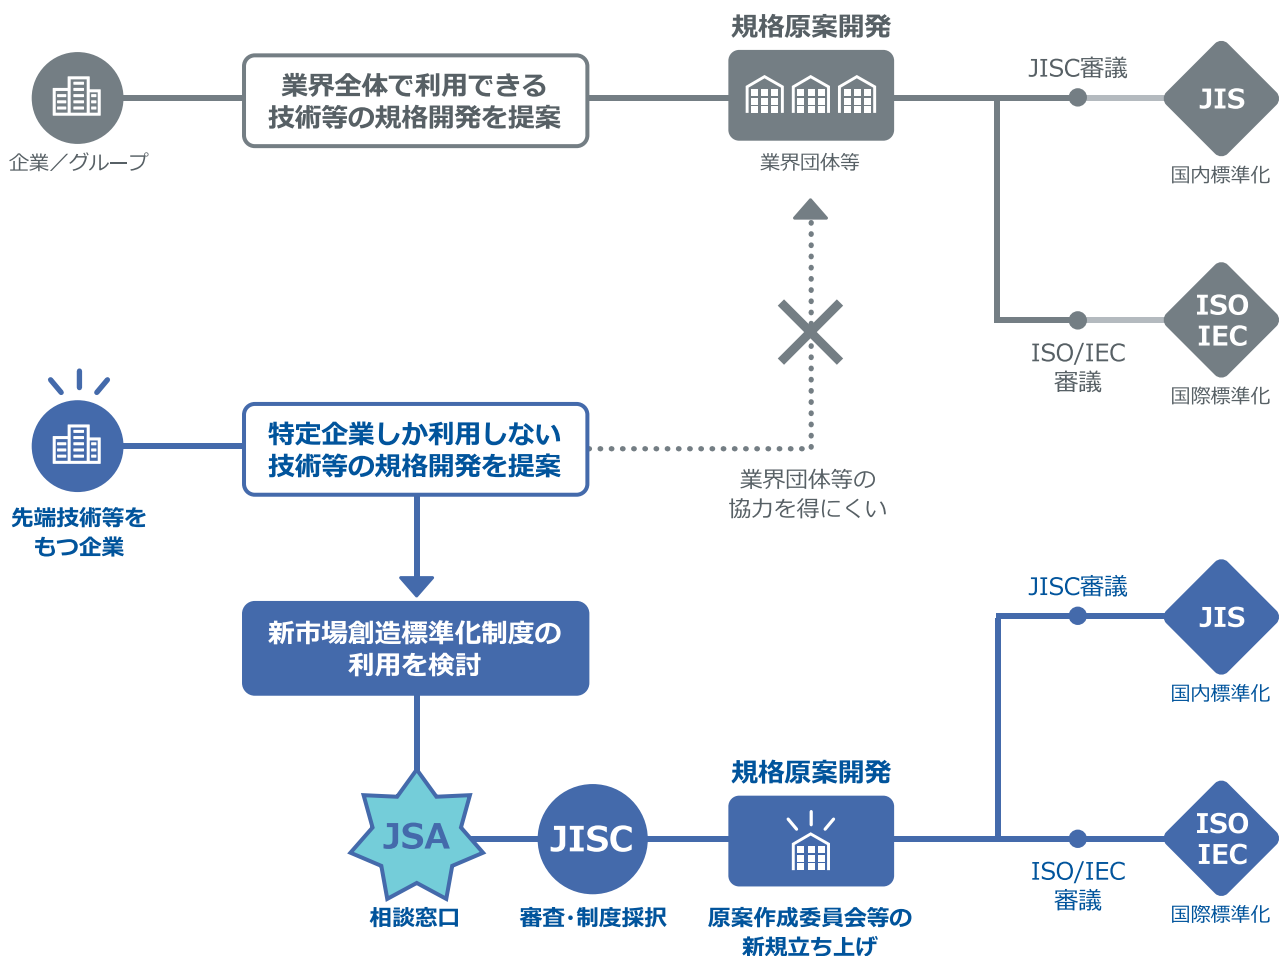 企業／グループ
業界全体で利用できる
技術等の規格開発を提案
規格原案開発
業界団体等
JISC審議
JIS
国内標準化
ISO/IEC
審議
ISO
IEC
国際標準化
先端技術等を
もつ企業
特定企業しか利用しない
技術等の規格開発を提案
業界団体等の
協力を得にくい
新市場創造標準化制度の
利用を検討
JSA
相談窓口
JISC
審査・制度採択
規格原案開発
原案作成委員会等の
新規立ち上げ
JISC審議
JIS
国内標準化
ISO/IEC
審議
ISO
IEC
国際標準化